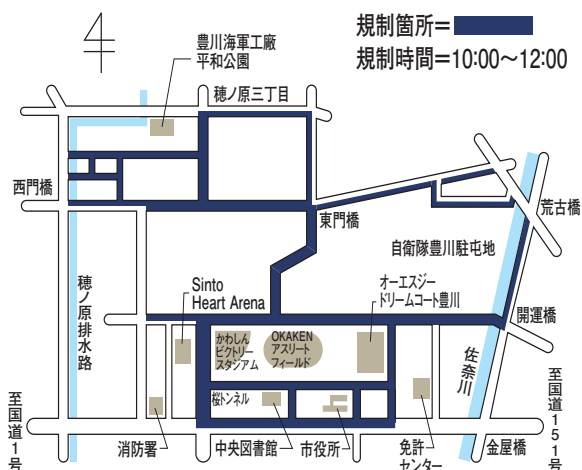 規制箇所=
規制時間=10:00～12:00
豊川海軍工廠
平和公園
穂ノ原三丁目
西門橋
東門橋
荒古橋
自衛隊豊川駐屯地
Sinto
Heart Arena
オーエスジー
ドリームコート豊川
開運橋
穂ノ原排水路
かわしん
ビクトリー
スタジアム
OKAKEN
アスリート
フィールド
佐奈川
桜トンネル
至国道1号
至国道151号
消防署
中央図書館
市役所
免許
センター
金屋橋